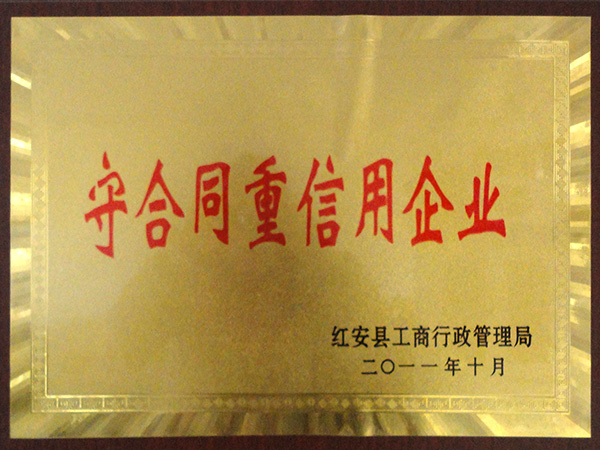 守合同重信用企业
红安县工商行政管理局
二〇一一年十月